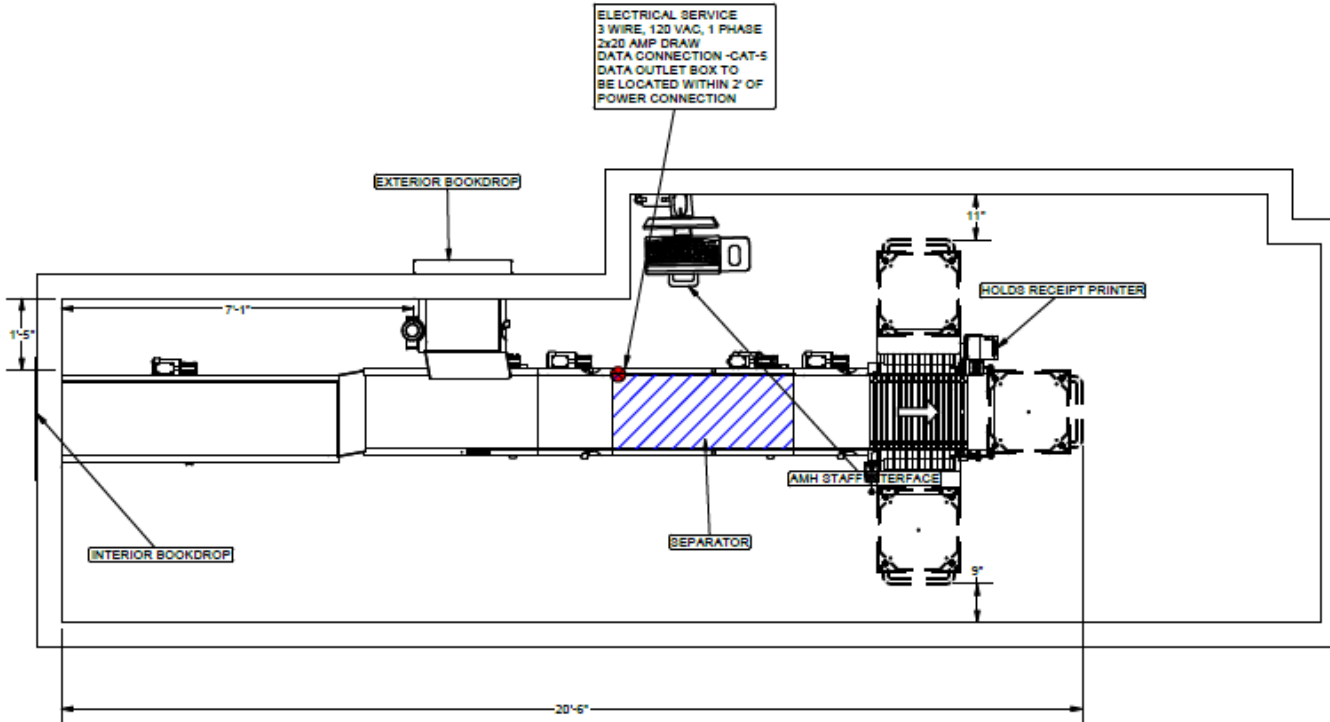 ELECTRICAL SERVICE
3 WIRE, 120 VAC, 1 PHASE
2x20 AMP DRAW
DATA CONNECTION -CAT-5
DATA OUTLET BOX TO
BE LOCATED WITHIN 2' OF
POWER CONNECTION
EXTERIOR BOOKDROP
11"
HOLDS RECEIPT PRINTER
7'-1"
1'-5"
AMH STAFF INTERFACE
SEPARATOR
INTERIOR BOOKDROP
9"
20'-6"